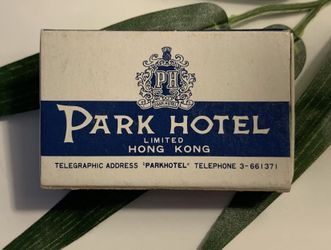 PH
PARK HOTEL
LIMITED
HONG KONG
TELEGRAPHIC ADDRESS "PARKHOTEL" TELEPHONE 3-661371